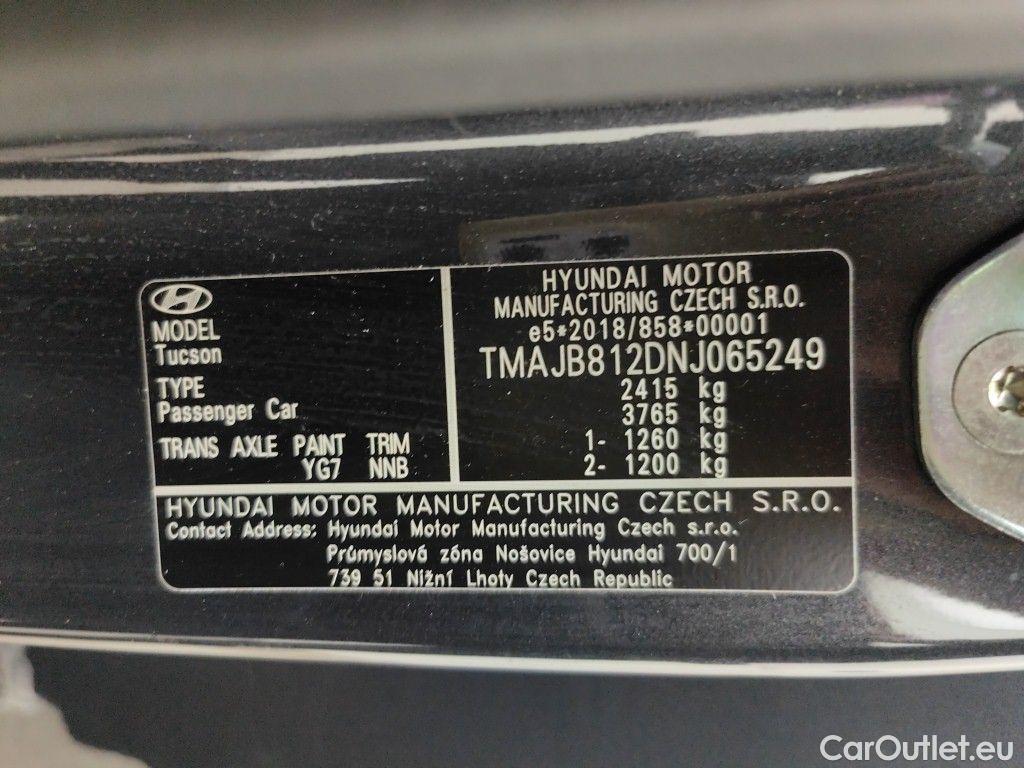 MODEL
Tucson
TYPE
Passenger Car
TRANS AXLE PAINT TRIM
YG7 NNB
HYUNDAI MOTOR
MANUFACTURING CZECH S.R.O.
e5*2018/858*00001
TMAJB812DNJ065249
2415 kg
3765 kg
1- 1260 kg
2- 1200 kg
HYUNDAI MOTOR MANUFACTURING CZECH S.R.O.
Contact Address: Hyundai Motor Manufacturing Czech s.r.o.
Průmyslová zóna Nošovice Hyundai 700/1
739 51 Nižní Lhoty Czech Republic
CarOutlet.eu